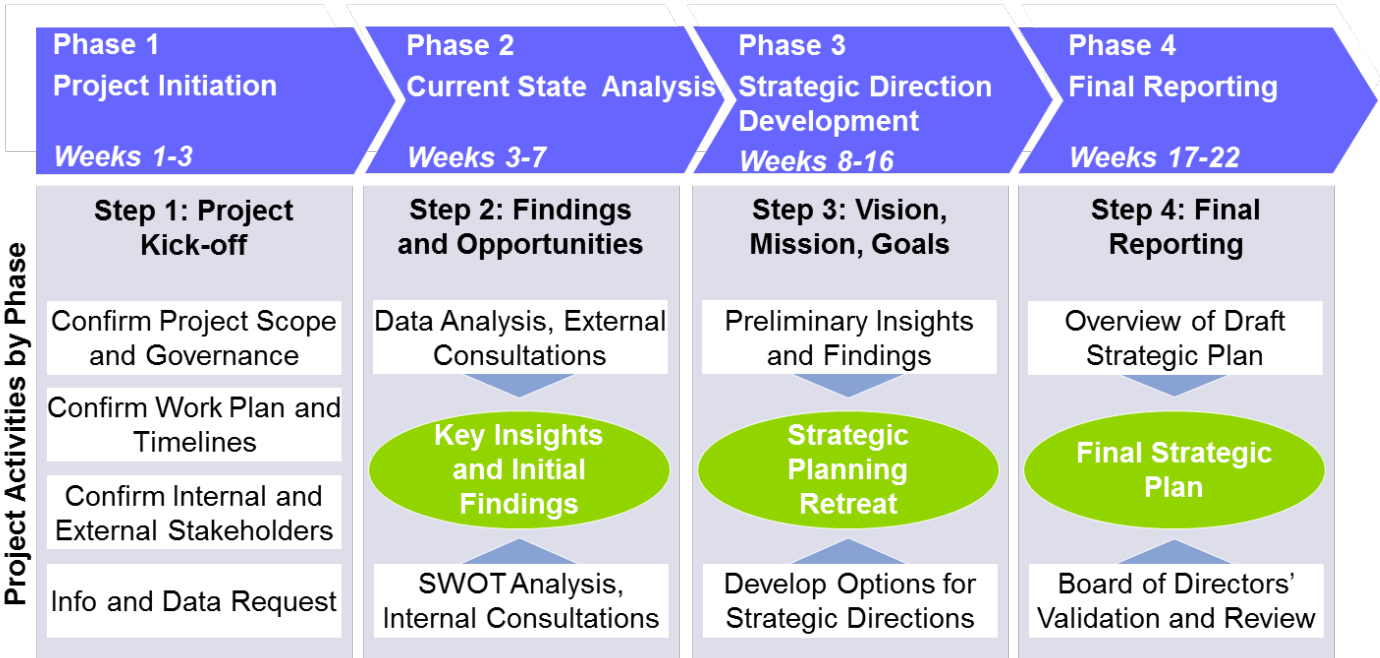 Phase 1
Project Initiation
Weeks 1-3
Phase 2
Current State Analysis
Weeks 3-7
Phase 3
Strategic Direction
Development
Weeks 8-16
Phase 4
Final Reporting
Weeks 17-22
Project Activities by Phase
Step 1: Project
Kick-off
Confirm Project Scope
and Governance
Confirm Work Plan and
Timelines
Confirm Internal and
External Stakeholders
Info and Data Request
Step 2: Findings
and Opportunities
Data Analysis, External
Consultations
Key Insights
and Initial
Findings
SWOT Analysis,
Internal Consultations
Step 3: Vision,
Mission, Goals
Preliminary Insights
and Findings
Strategic
Planning
Retreat
Develop Options for
Strategic Directions
Step 4: Final
Reporting
Overview of Draft
Strategic Plan
Final Strategic
Plan
Board of Directors’
Validation and Review